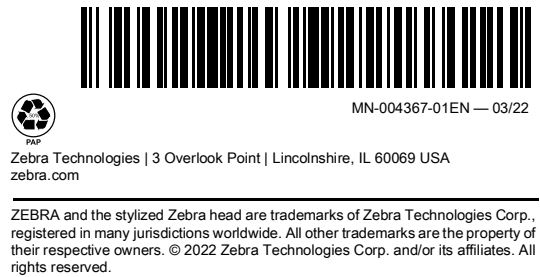 MN-004367-01EN — 03/22
PAP
Zebra Technologies | 3 Overlook Point | Lincolnshire, IL 60069 USA
zebra.com
ZEBRA and the stylized Zebra head are trademarks of Zebra Technologies Corp.,
registered in many jurisdictions worldwide. All other trademarks are the property of
their respective owners. © 2022 Zebra Technologies Corp. and/or its affiliates. All
rights reserved.